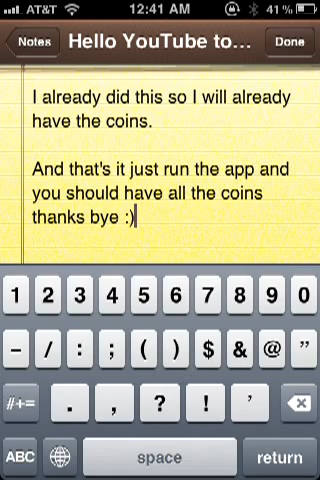 AT&T 12:41 AM 41%
Notes Hello YouTube to... Done
I already did this so I will already
have the coins.
And that's it just run the app and
you should have all the coins
thanks bye :)
1 2 3 4 5 6 7 8 9 0
- / : ; ( ) $ & @ ”
#+= . , ? ! ’
ABC space return